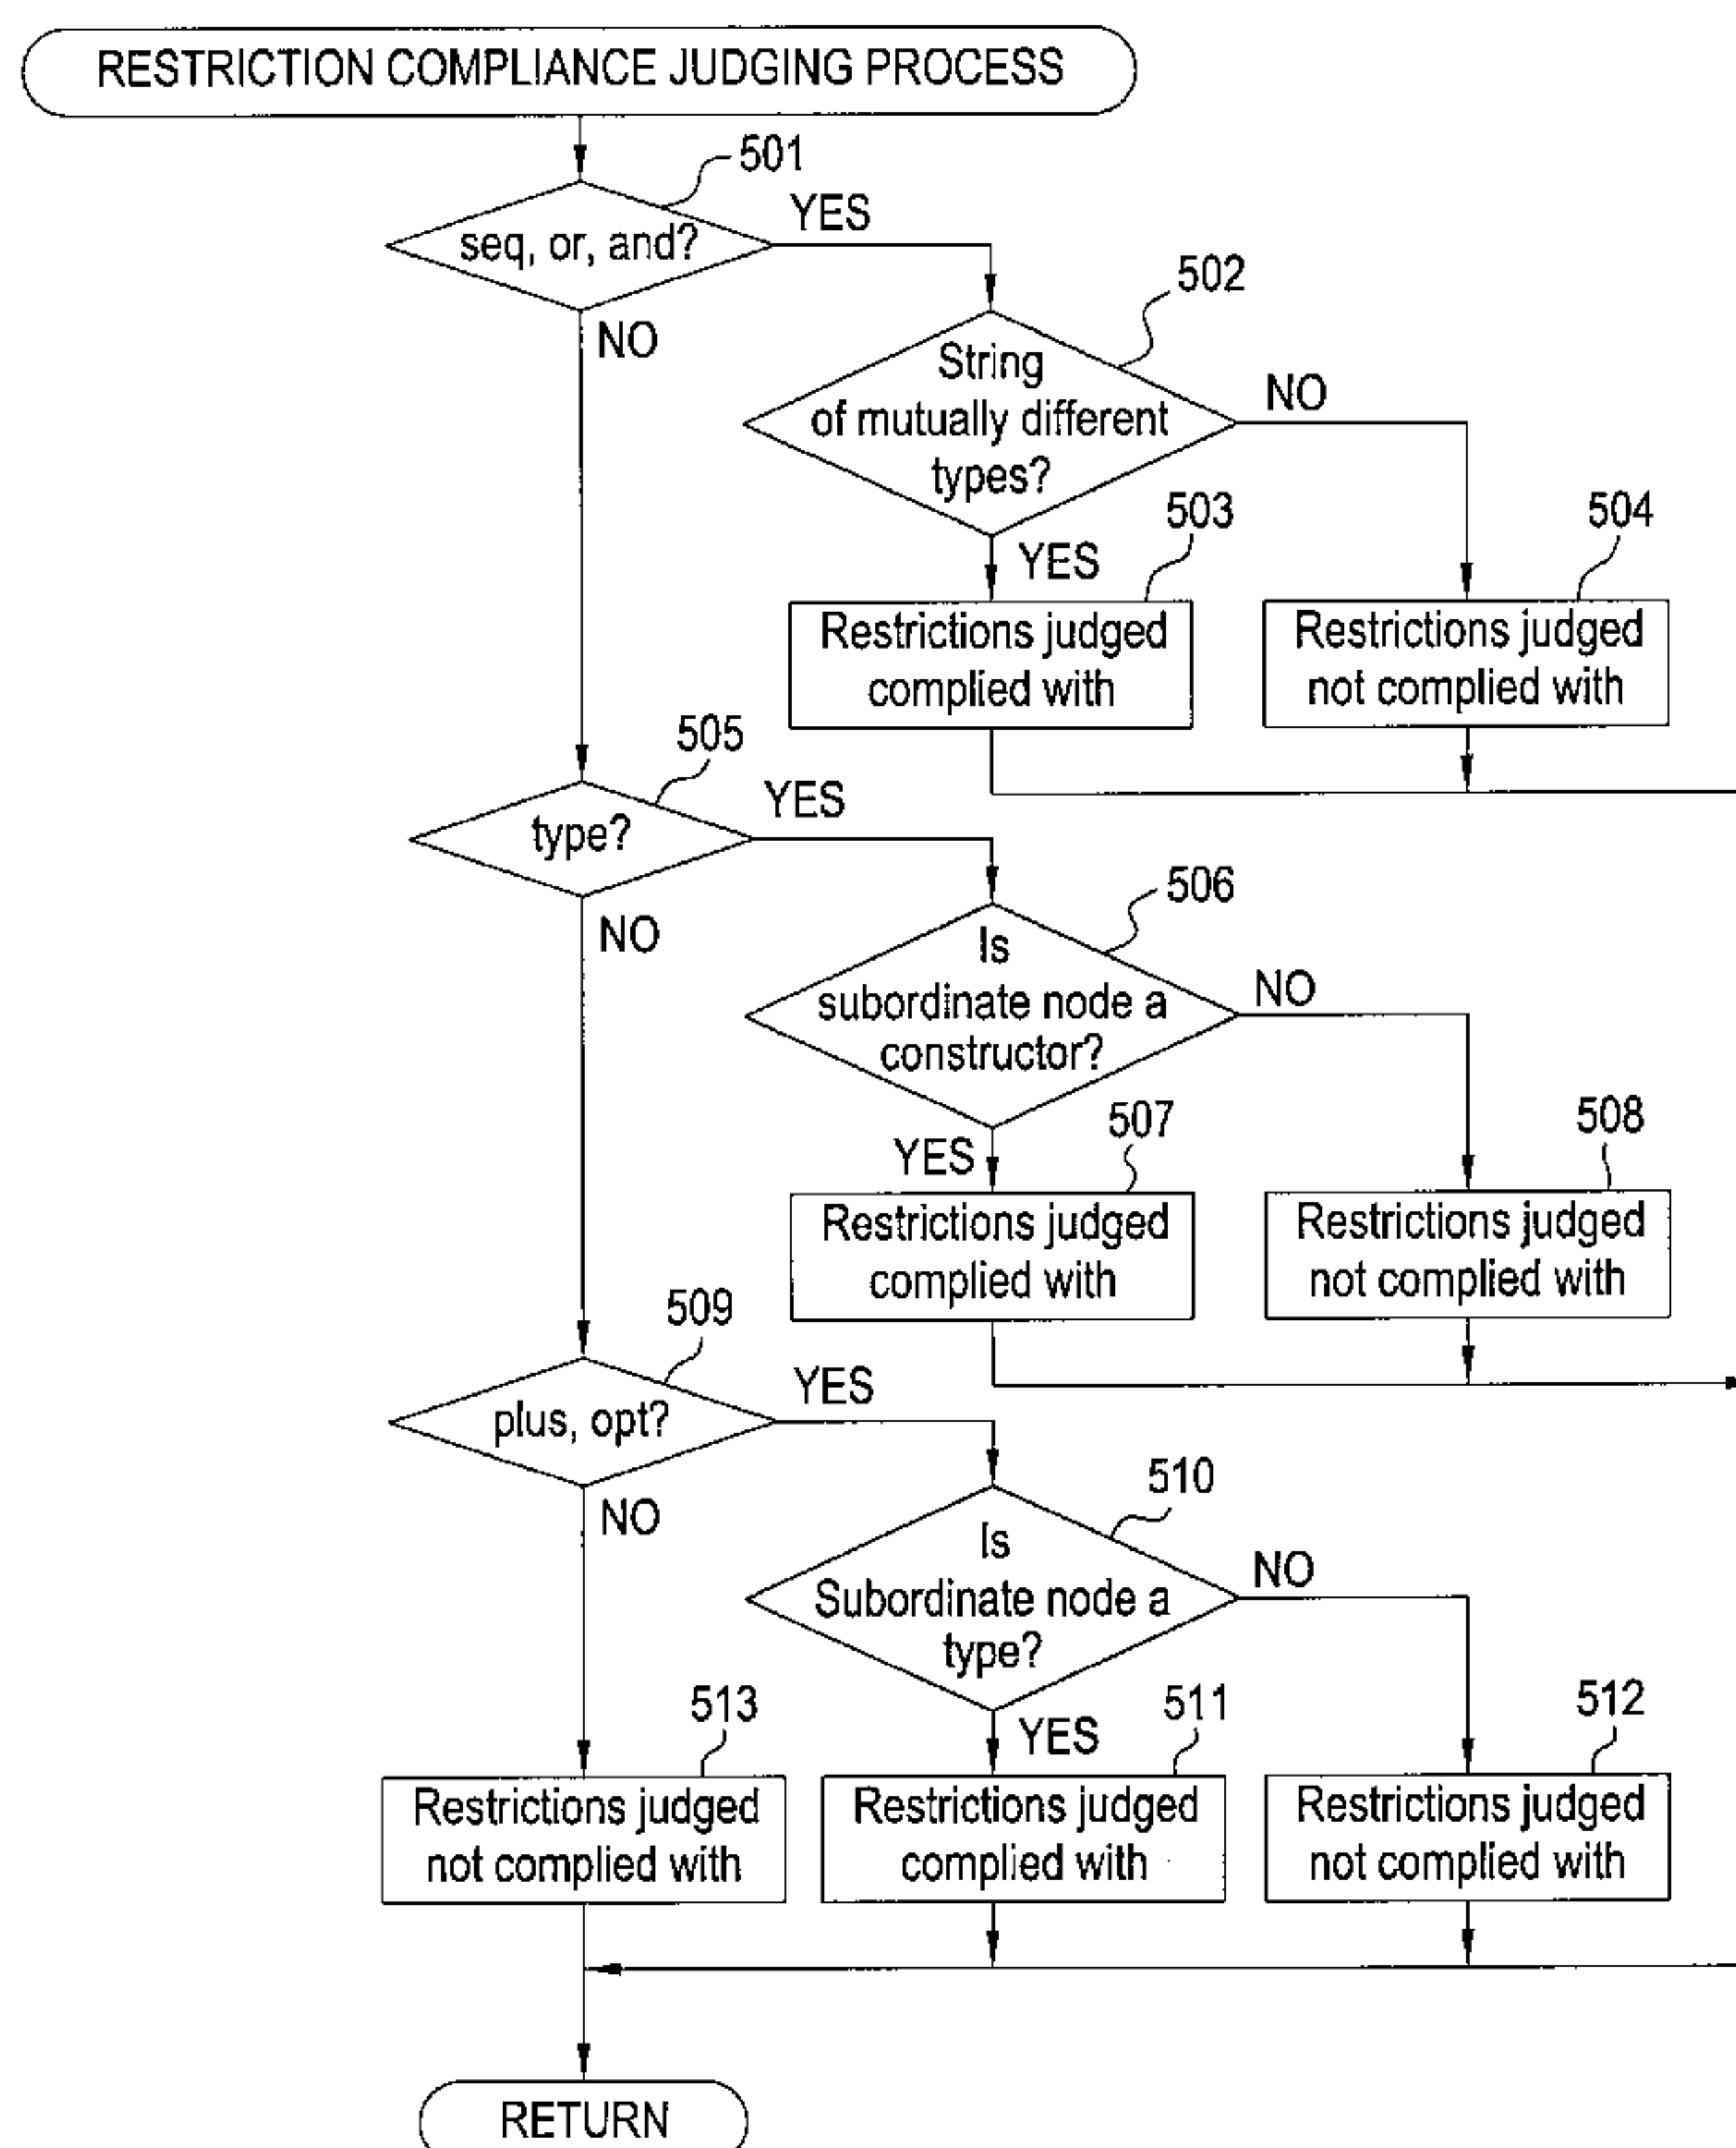 RESTRICTION COMPLIANCE JUDGING PROCESS
501
seq, or, and?
YES
NO
502
String
of mutually different
types?
NO
YES
503
Restrictions judged
complied with
504
Restrictions judged
not complied with
505
type?
YES
NO
506
Is
subordinate node a
constructor?
NO
YES
507
Restrictions judged
complied with
508
Restrictions judged
not complied with
509
plus, opt?
YES
NO
510
Is
Subordinate node a
type?
NO
YES
513
Restrictions judged
not complied with
511
Restrictions judged
complied with
512
Restrictions judged
not complied with
RETURN